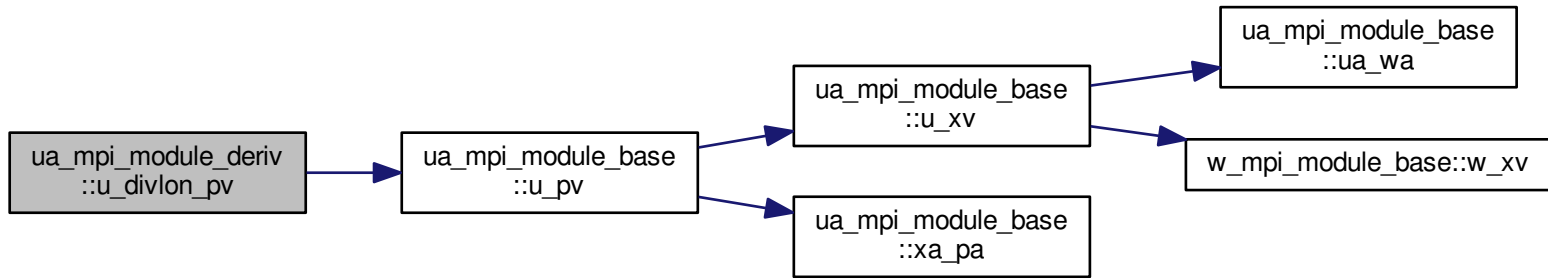 ua_mpi_module_deriv
::u_divlon_pv
ua_mpi_module_base
::u_pv
ua_mpi_module_base
::u_xv
ua_mpi_module_base
::xa_pa
ua_mpi_module_base
::ua_wa
w_mpi_module_base::w_xv